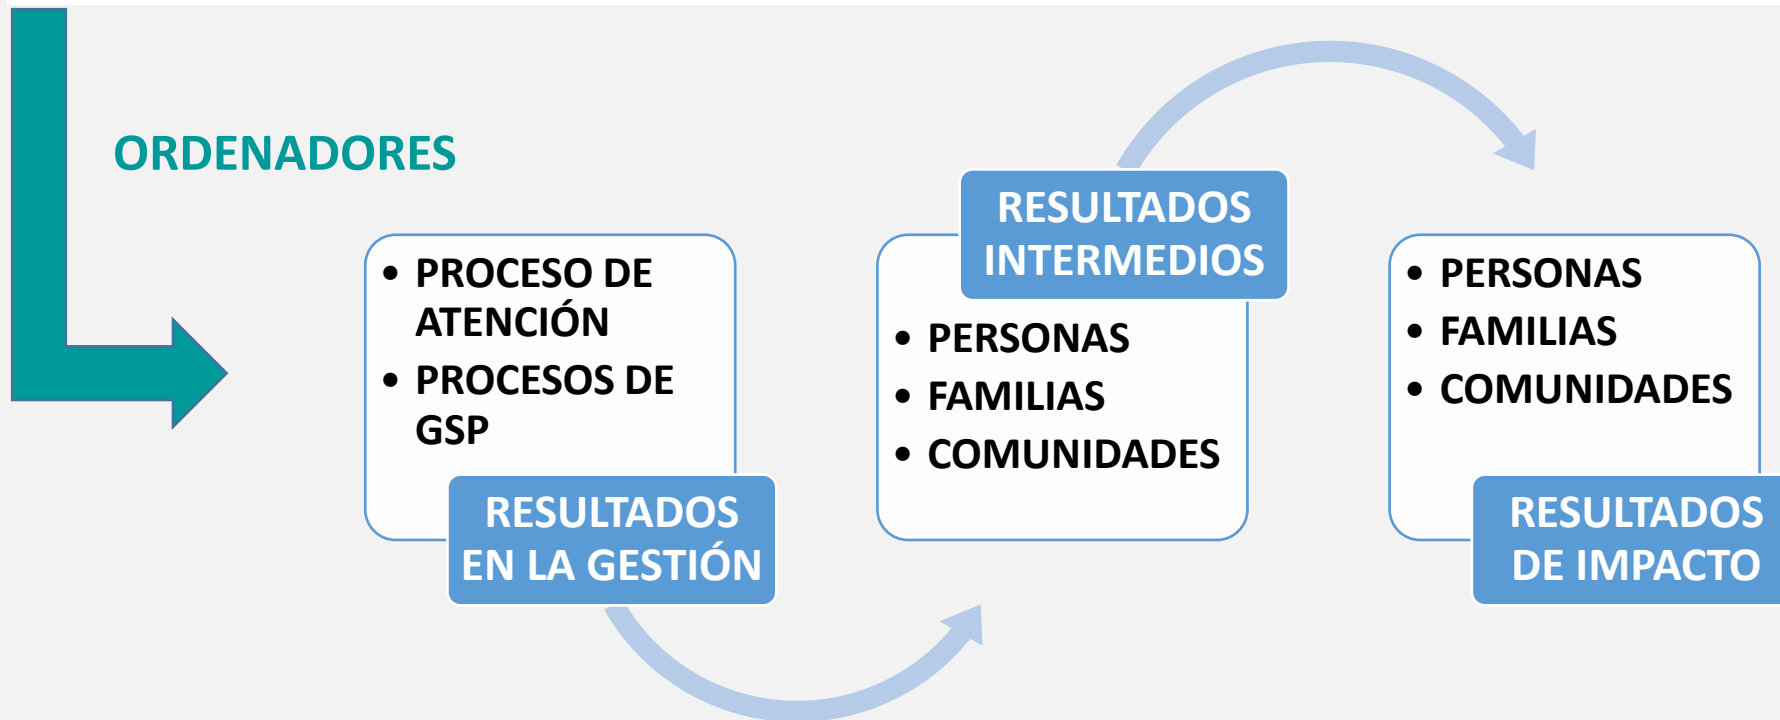 ORDENADORES
• PROCESO DE
ATENCIÓN
• PROCESOS DE
GSP
RESULTADOS
EN LA GESTIÓN
RESULTADOS
INTERMEDIOS
• PERSONAS
• FAMILIAS
• COMUNIDADES
• PERSONAS
• FAMILIAS
• COMUNIDADES
RESULTADOS
DE IMPACTO